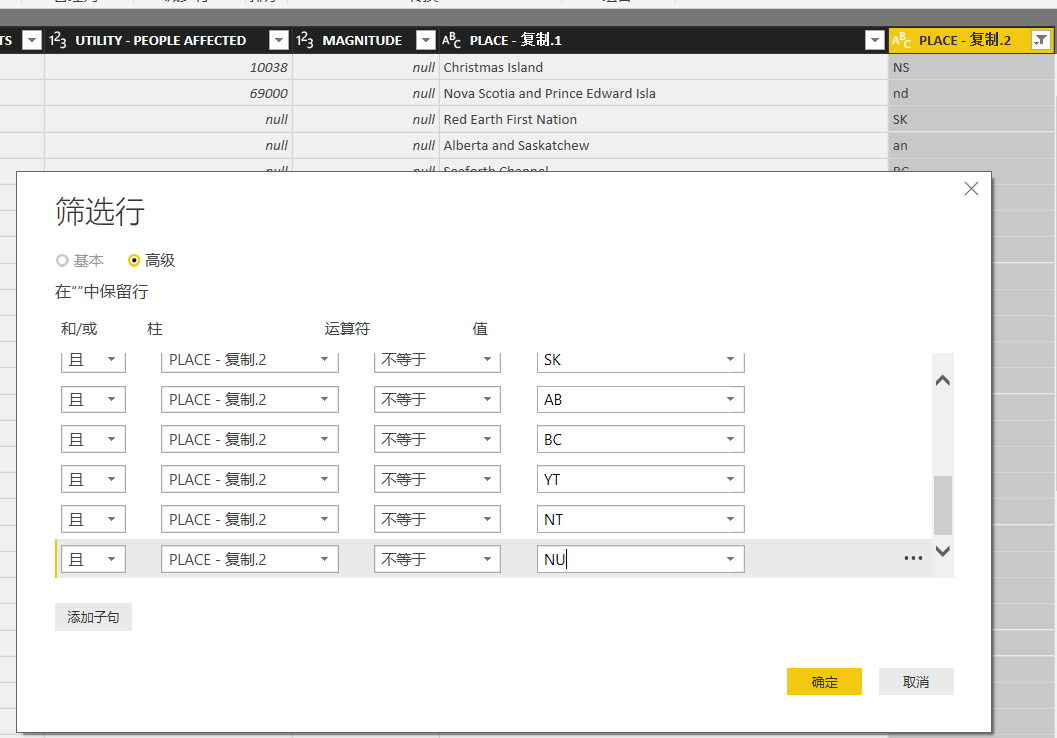 TS 1²3 UTILITY - PEOPLE AFFECTED 1²3 MAGNITUDE ABC PLACE - 复制.1 ABC PLACE - 复制.2
10038 null Christmas Island NS
69000 null Nova Scotia and Prince Edward Isla nd
null null Red Earth First Nation SK
null null Alberta and Saskatchew an
筛选行
基本 高级
在“”中保留行
和/或 柱 运算符 值
且 PLACE - 复制.2 不等于 SK
且 PLACE - 复制.2 不等于 AB
且 PLACE - 复制.2 不等于 BC
且 PLACE - 复制.2 不等于 YT
且 PLACE - 复制.2 不等于 NT
且 PLACE - 复制.2 不等于 NU
添加子句
确定 取消